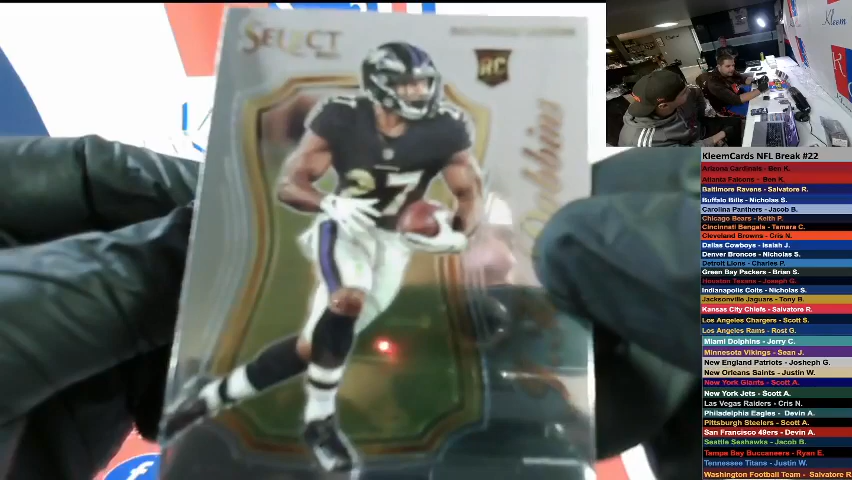 SELECT
RC
27
Dobbins
Kleem
KleemCards NFL Break #22
Arizona Cardinals - Ben K.
Atlanta Falcons - Ben K.
Baltimore Ravens - Salvatore R.
Buffalo Bills - Nicholas S.
Carolina Panthers - Jacob B.
Chicago Bears - Keith P.
Cincinnati Bengals - Tamara C.
Cleveland Browns - Cris N.
Dallas Cowboys - Isaiah J.
Denver Broncos - Nicholas S.
Detroit Lions - Charles P.
Green Bay Packers - Brian S.
Houston Texans - Joseph G.
Indianapolis Colts - Nicholas S.
Jacksonville Jaguars - Tony B.
Kansas City Chiefs - Salvatore R.
Los Angeles Chargers - Scott S.
Los Angeles Rams - Rost G.
Miami Dolphins - Jerry C.
Minnesota Vikings - Sean J.
New England Patriots - Josheph G.
New Orleans Saints - Justin W.
New York Giants - Scott A.
New York Jets - Scott A.
Las Vegas Raiders - Cris N.
Philadelphia Eagles - Devin A.
Pittsburgh Steelers - Scott A.
San Francisco 49ers - Devin A.
Seattle Seahawks - Jacob B.
Tampa Bay Buccaneers - Ryan E.
Tennessee Titans - Justin W.
Washington Football Team - Salvatore R